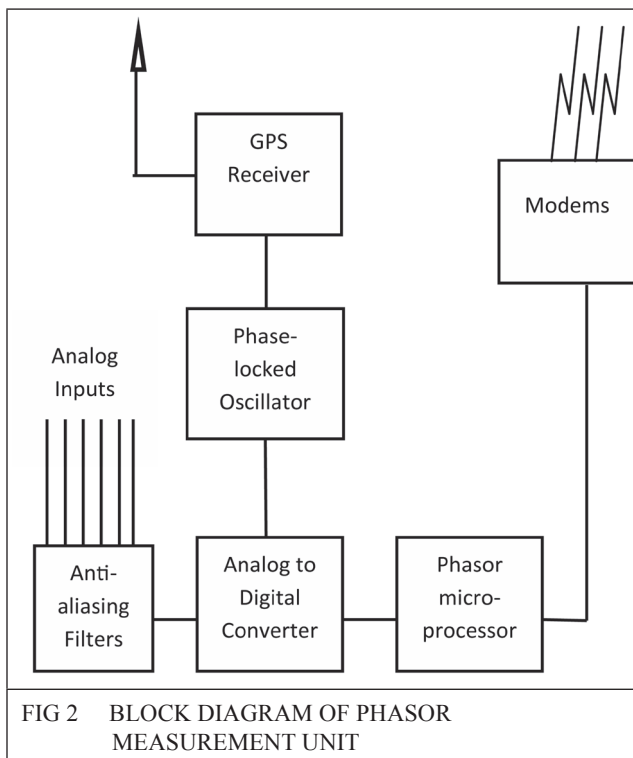 GPS
Receiver
Modems
Phase-
locked
Oscillator
Analog
Inputs
Anti-
aliasing
Filters
Analog to
Digital
Converter
Phasor
micro-
processor
FIG 2 BLOCK DIAGRAM OF PHASOR
MEASUREMENT UNIT